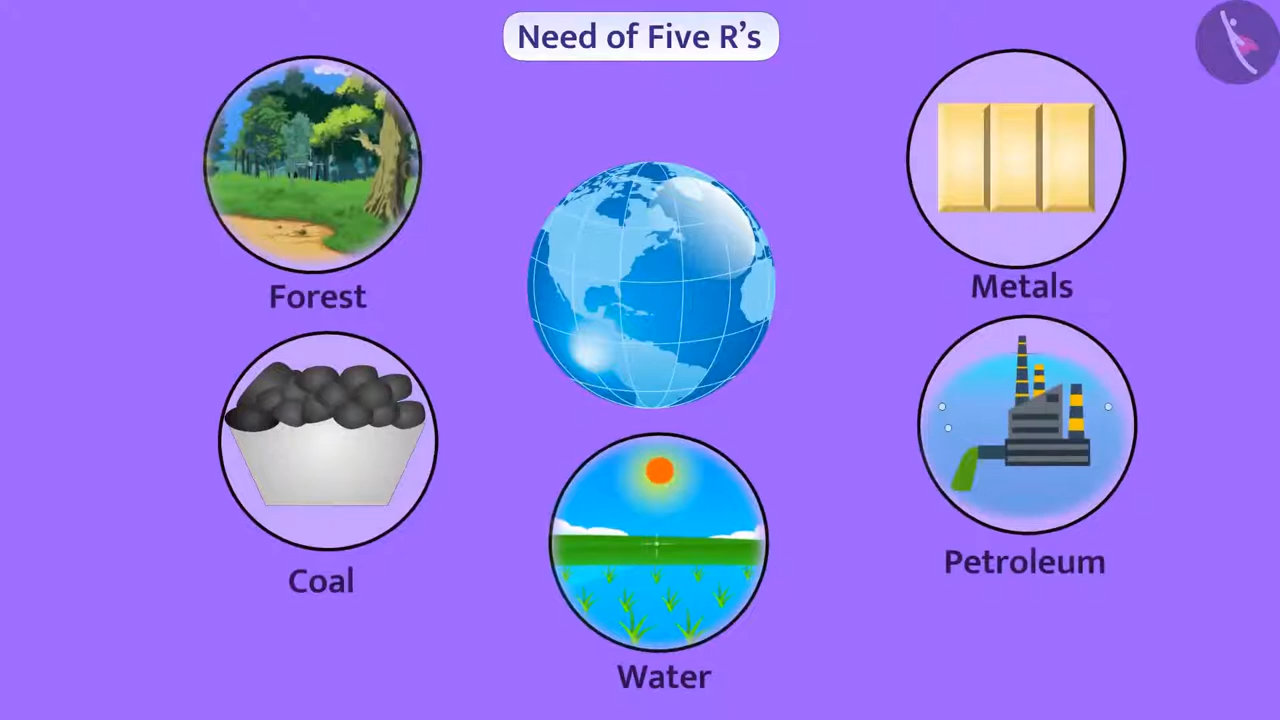 Need of Five R's
Forest
Metals
Coal
Petroleum
Water